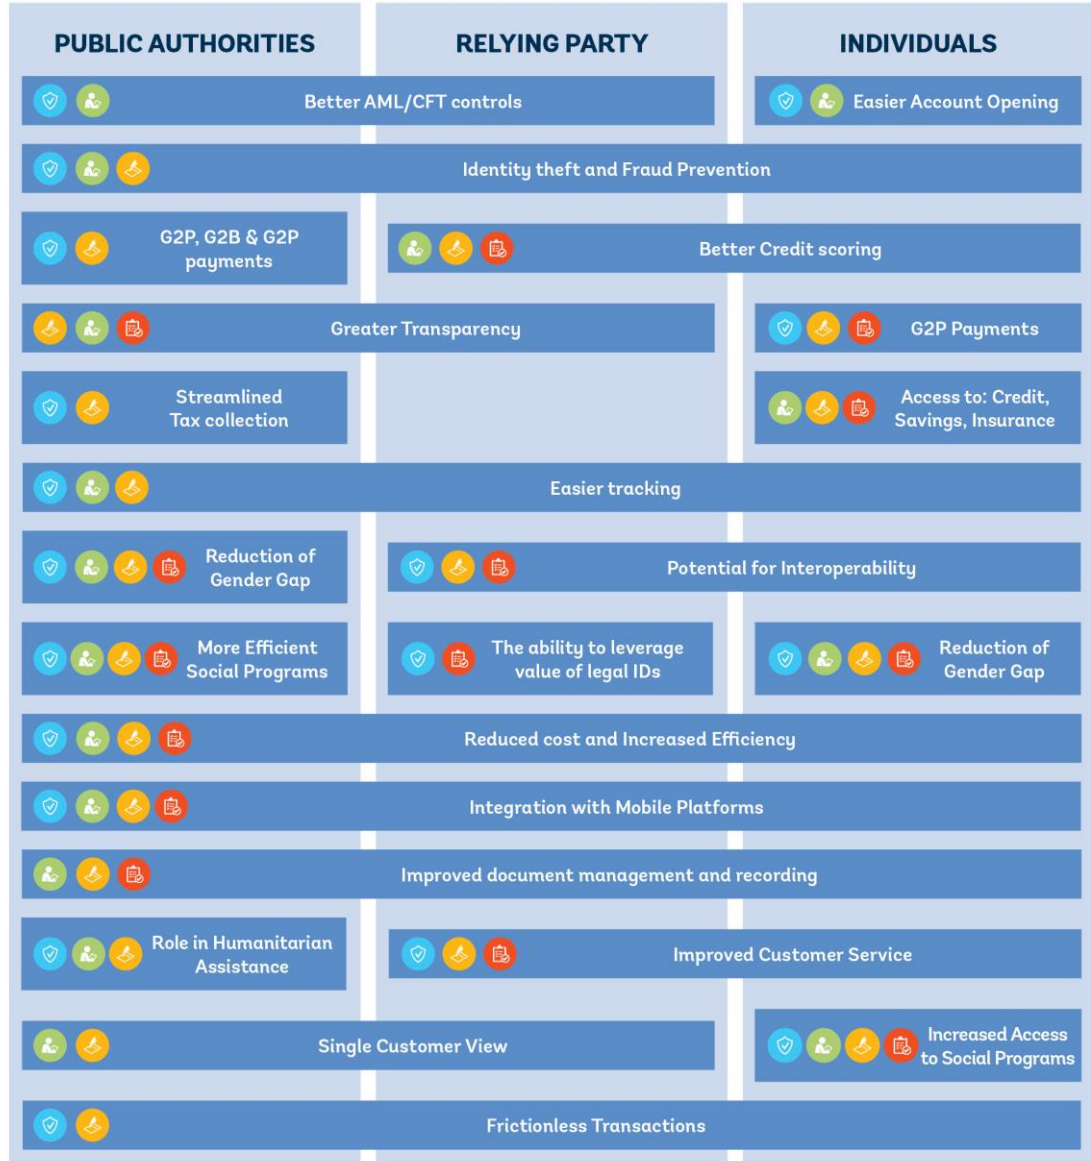 PUBLIC AUTHORITIES
RELYING PARTY
INDIVIDUALS
Better AML/CFT controls
Easier Account Opening
Identity theft and Fraud Prevention
G2P, G2B & G2P
payments
Better Credit scoring
Greater Transparency
G2P Payments
Streamlined
Tax collection
Access to: Credit,
Savings, Insurance
Easier tracking
Reduction of
Gender Gap
Potential for Interoperability
More Efficient
Social Programs
The ability to leverage
value of legal IDs
Reduction of
Gender Gap
Reduced cost and Increased Efficiency
Integration with Mobile Platforms
Improved document management and recording
Role in Humanitarian
Assistance
Improved Customer Service
Single Customer View
Increased Access
to Social Programs
Frictionless Transactions